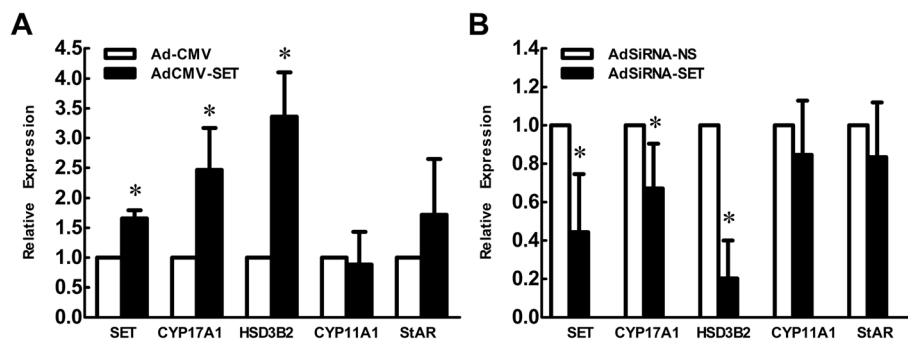 A
B
Ad-CMV
AdCMV-SET
AdSiRNA-NS
AdSiRNA-SET
Relative Expression
4.5
4.0
3.5
3.0
2.5
2.0
1.5
1.0
0.5
0.0
*
*
*
SET CYP17A1 HSD3B2 CYP11A1 StAR
Relative Expression
1.4
1.2
1.0
0.8
0.6
0.4
0.2
0.0
*
*
*
SET CYP17A1 HSD3B2 CYP11A1 StAR